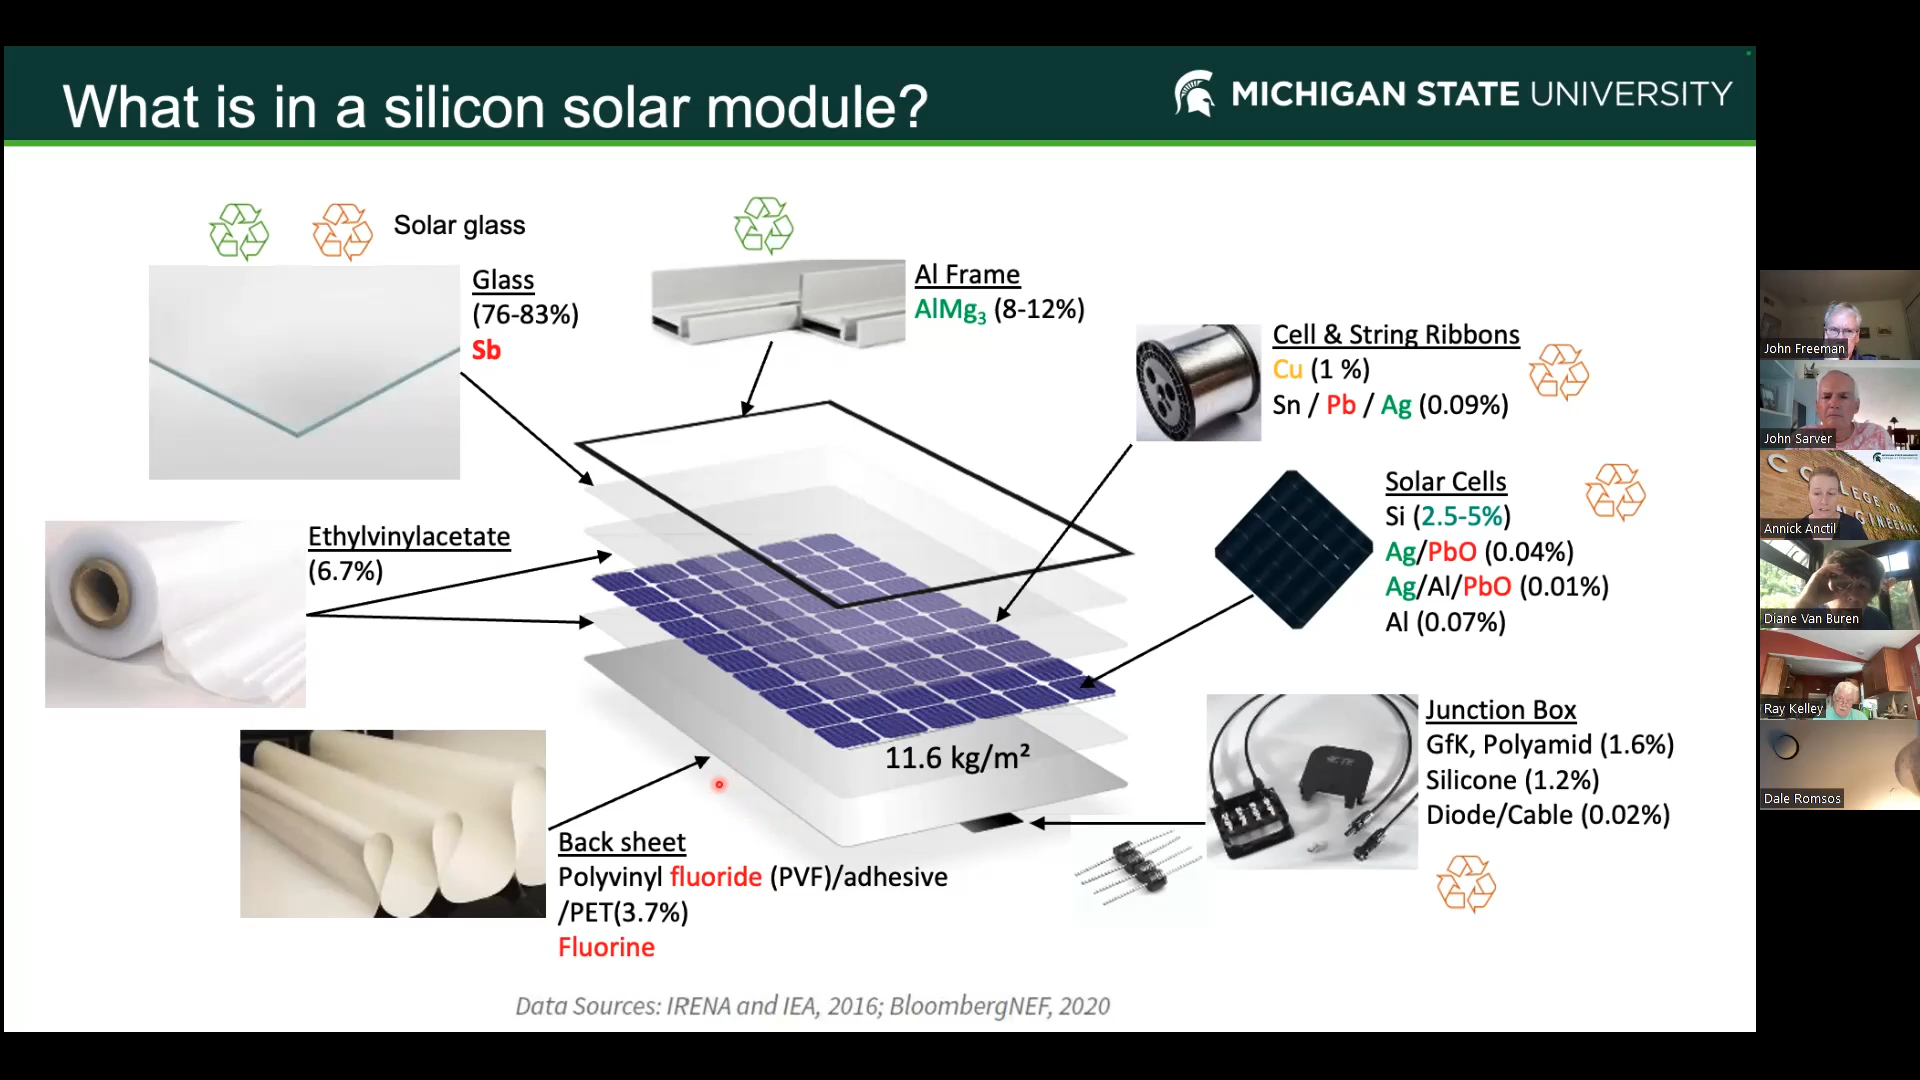 What is in a silicon solar module?
MICHIGAN STATE UNIVERSITY
Solar glass
Glass
(76-83%)
Sb
Al Frame
AlMg₃ (8-12%)
Cell & String Ribbons
Cu (1 %)
Sn / Pb / Ag (0.09%)
Ethylvinylacetate
(6.7%)
Solar Cells
Si (2.5-5%)
Ag/PbO (0.04%)
Ag/Al/PbO (0.01%)
Al (0.07%)
11.6 kg/m²
Junction Box
GfK, Polyamid (1.6%)
Silicone (1.2%)
Diode/Cable (0.02%)
Back sheet
Polyvinyl fluoride (PVF)/adhesive
/PET(3.7%)
Fluorine
Data Sources: IRENA and IEA, 2016; BloombergNEF, 2020
John Freeman
John Sarver
Annick Anctil
Diane Van Buren
Ray Kelley
Dale Romsos